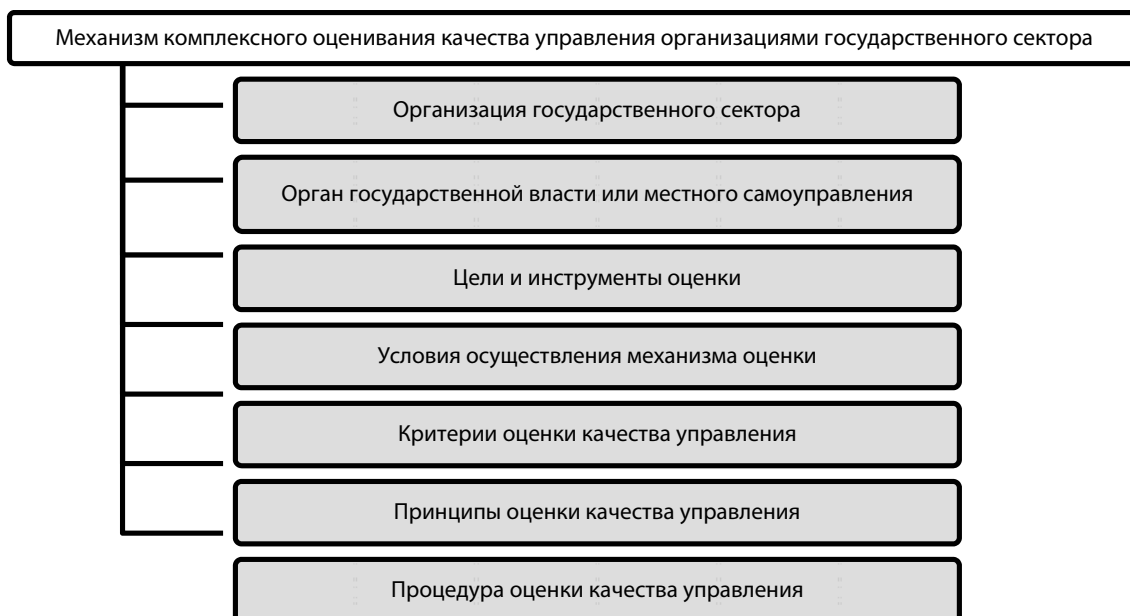 Механизм комплексного оценивания качества управления организациями государственного сектора
Организация государственного сектора
Орган государственной власти или местного самоуправления
Цели и инструменты оценки
Условия осуществления механизма оценки
Критерии оценки качества управления
Принципы оценки качества управления
Процедура оценки качества управления